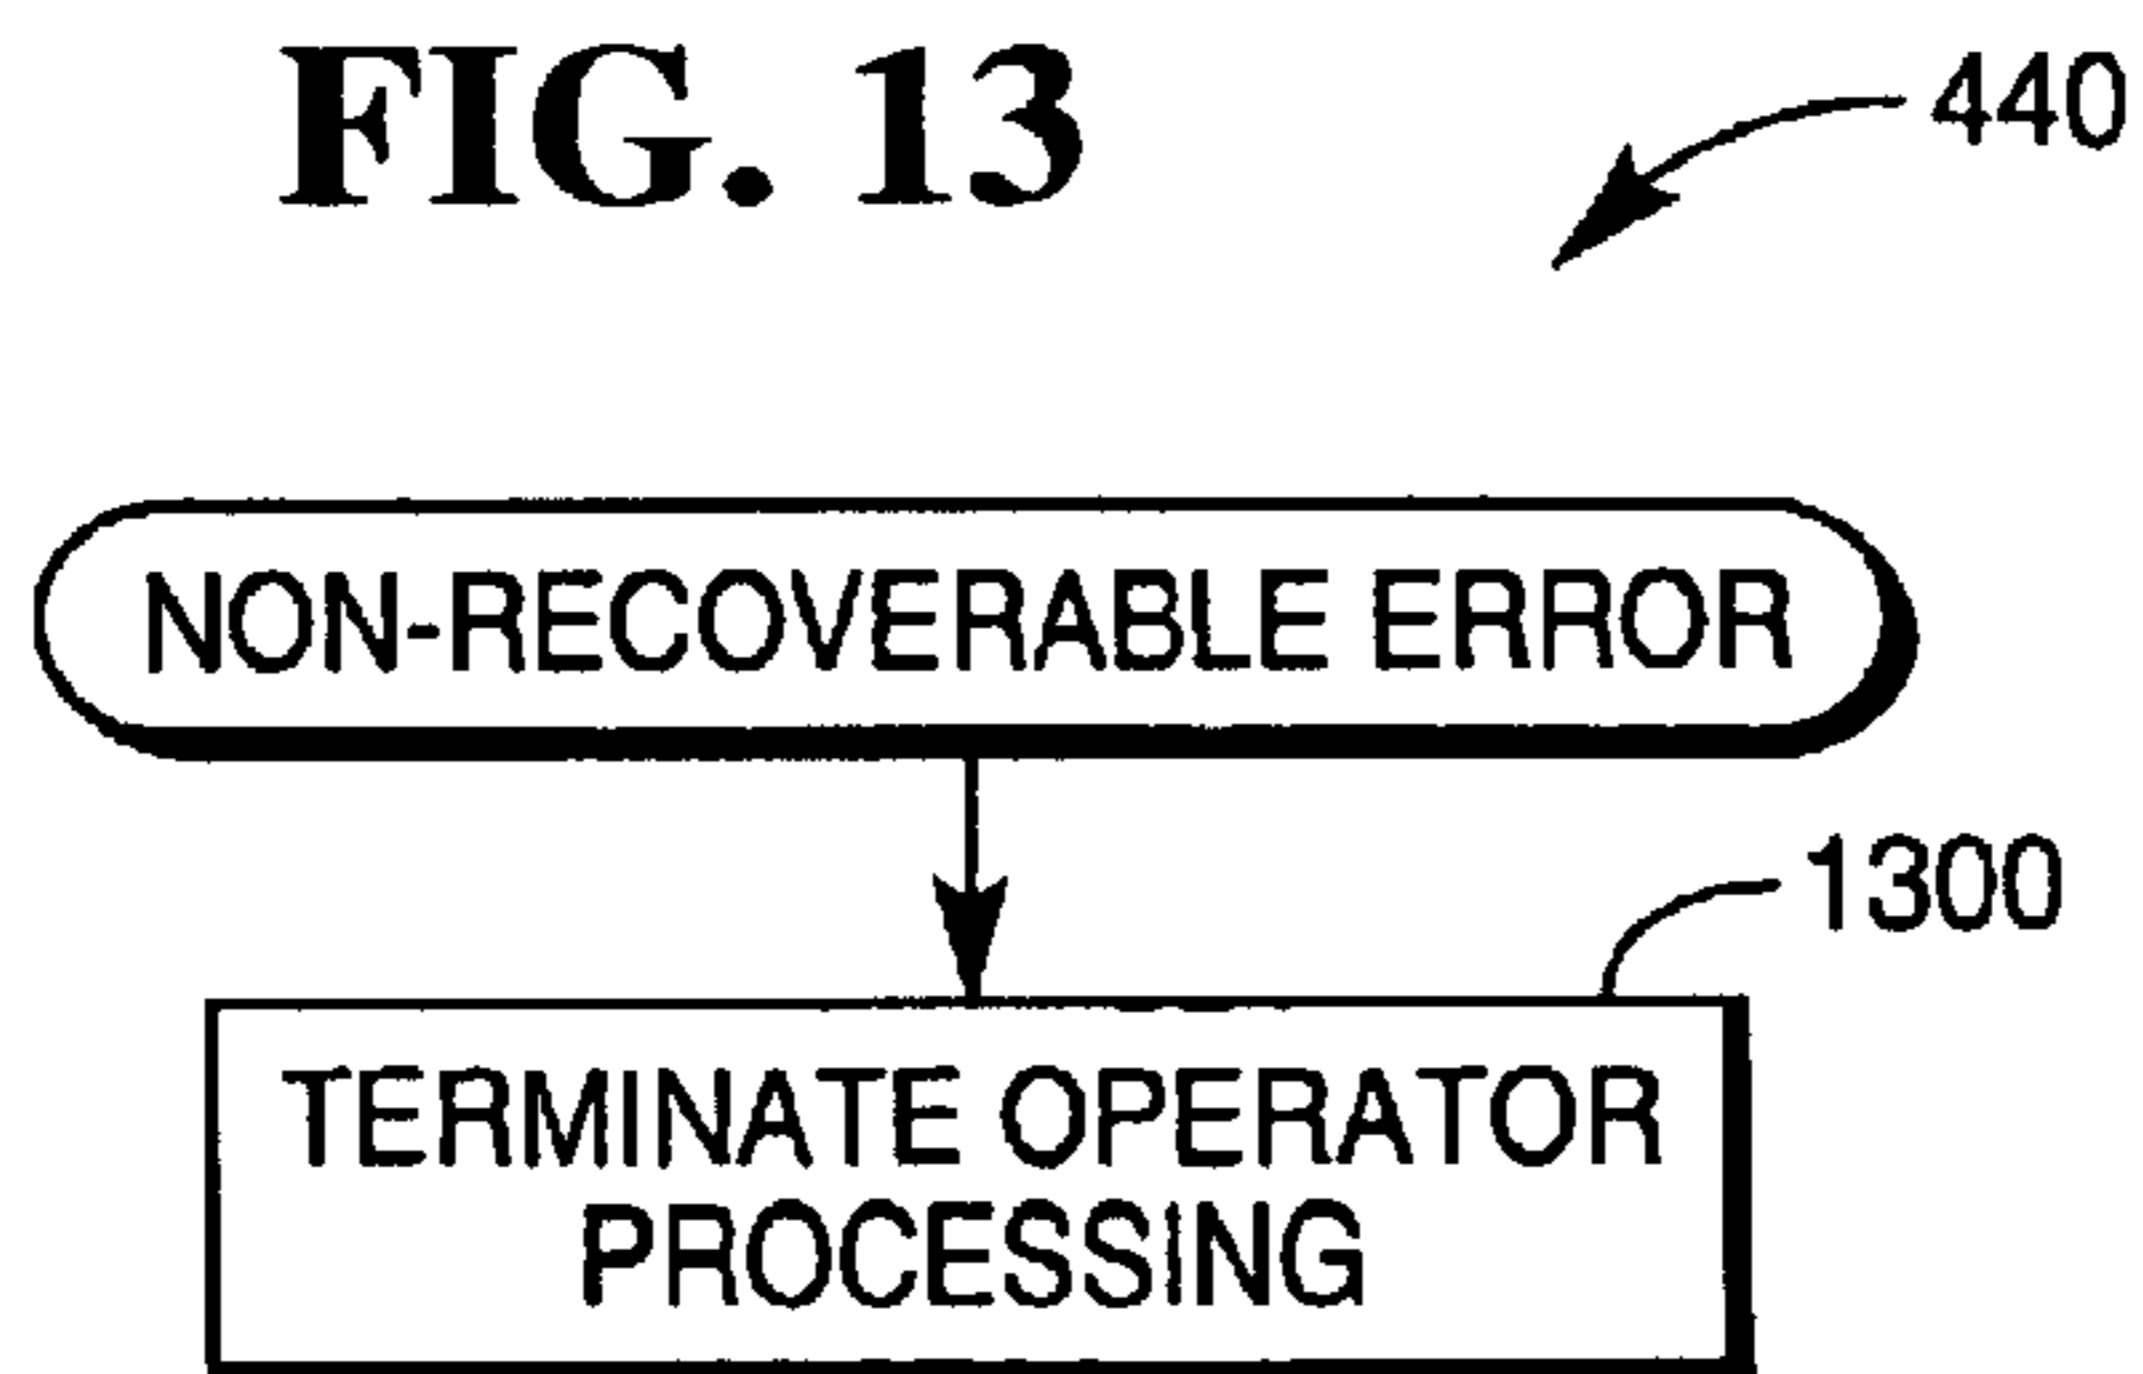 FIG. 13
440
NON-RECOVERABLE ERROR
1300
TERMINATE OPERATOR
PROCESSING